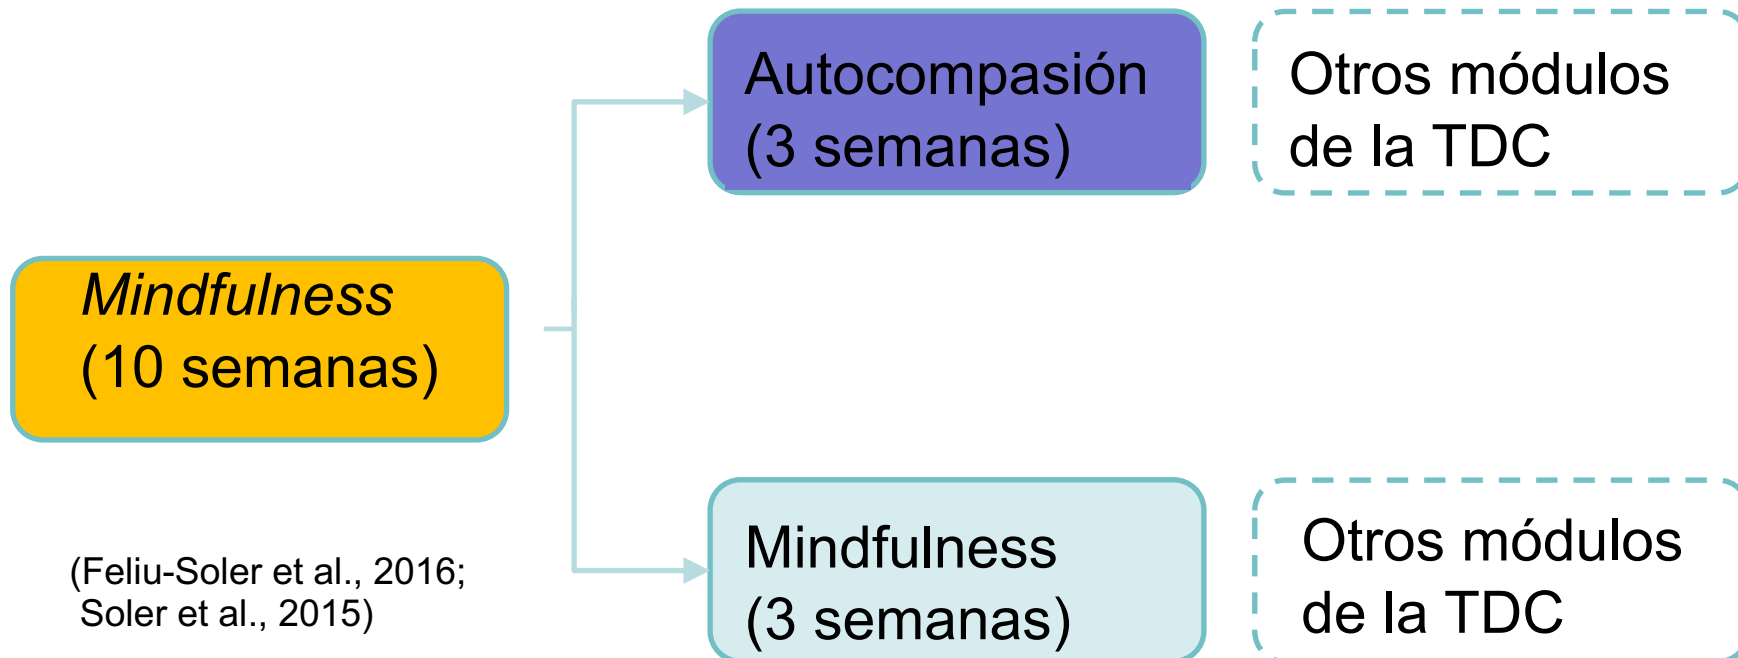 Autocompasión
(3 semanas)
Otros módulos
de la TDC
Mindfulness
(10 semanas)
(Feliu-Soler et al., 2016;
Soler et al., 2015)
Mindfulness
(3 semanas)
Otros módulos
de la TDC